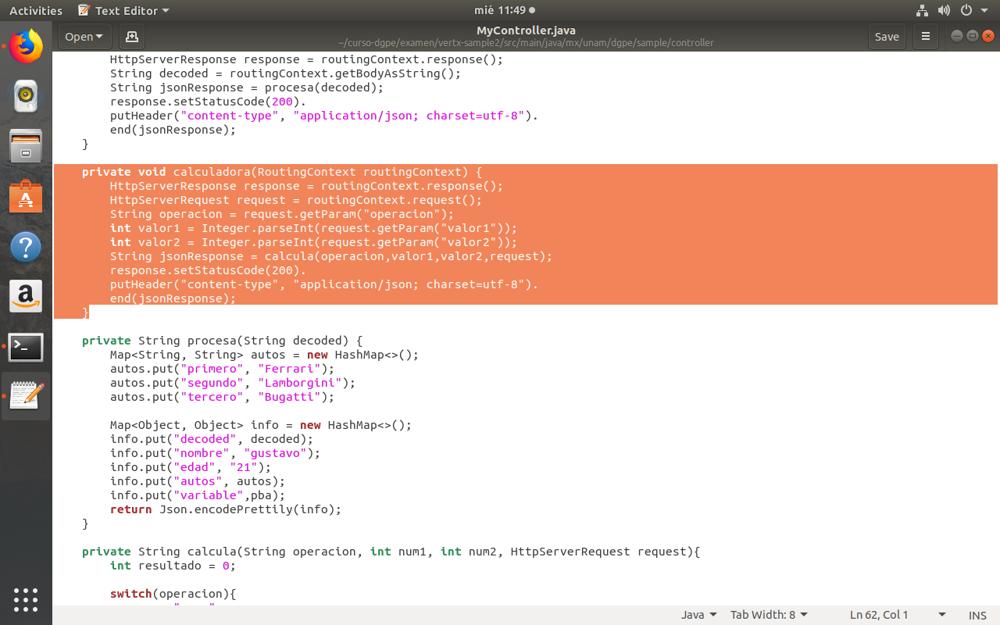 Activities Text Editor mié 11:49
Open MyController.java Save
~/curso-dgpe/examen/vertx-sample2/src/main/java/mx/unam/dgpe/sample/controller
HttpServerResponse response = routingContext.response();
String decoded = routingContext.getBodyAsString();
String jsonResponse = procesa(decoded);
response.setStatusCode(200).
putHeader("content-type", "application/json; charset=utf-8").
end(jsonResponse);
}
private void calculadora(RoutingContext routingContext) {
HttpServerResponse response = routingContext.response();
HttpServerRequest request = routingContext.request();
String operacion = request.getParam("operacion");
int valor1 = Integer.parseInt(request.getParam("valor1"));
int valor2 = Integer.parseInt(request.getParam("valor2"));
String jsonResponse = calcula(operacion,valor1,valor2,request);
response.setStatusCode(200).
putHeader("content-type", "application/json; charset=utf-8").
end(jsonResponse);
}
private String procesa(String decoded) {
Map<String, String> autos = new HashMap<>();
autos.put("primero", "Ferrari");
autos.put("segundo", "Lamborgini");
autos.put("tercero", "Bugatti");
Map<Object, Object> info = new HashMap<>();
info.put("decoded", decoded);
info.put("nombre", "gustavo");
info.put("edad", "21");
info.put("autos", autos);
info.put("variable",pba);
return Json.encodePrettily(info);
}
private String calcula(String operacion, int num1, int num2, HttpServerRequest request){
int resultado = 0;
switch(operacion){
Java Tab Width: 8 Ln 62, Col 1 INS